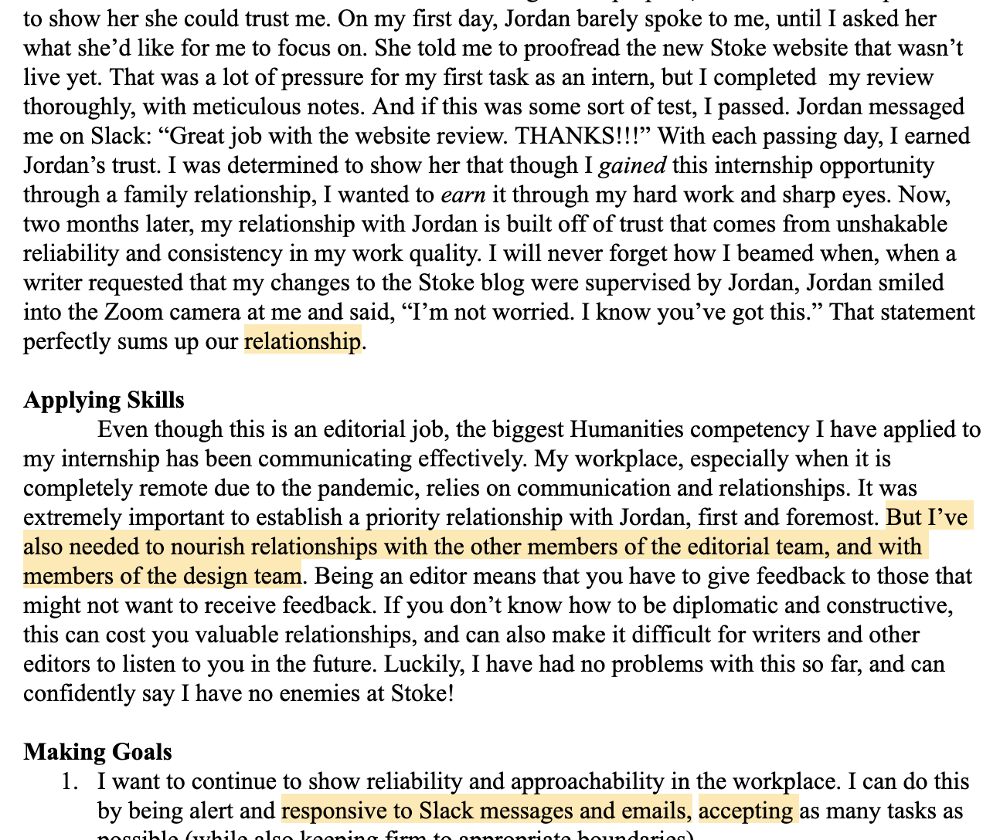 to show her she could trust me. On my first day, Jordan barely spoke to me, until I asked her
what she’d like for me to focus on. She told me to proofread the new Stoke website that wasn’t
live yet. That was a lot of pressure for my first task as an intern, but I completed  my review
thoroughly, with meticulous notes. And if this was some sort of test, I passed. Jordan messaged
me on Slack: “Great job with the website review. THANKS!!!” With each passing day, I earned
Jordan’s trust. I was determined to show her that though I gained this internship opportunity
through a family relationship, I wanted to earn it through my hard work and sharp eyes. Now,
two months later, my relationship with Jordan is built off of trust that comes from unshakable
reliability and consistency in my work quality. I will never forget how I beamed when, when a
writer requested that my changes to the Stoke blog were supervised by Jordan, Jordan smiled
into the Zoom camera at me and said, “I’m not worried. I know you’ve got this.” That statement
perfectly sums up our relationship.
Applying Skills
Even though this is an editorial job, the biggest Humanities competency I have applied to
my internship has been communicating effectively. My workplace, especially when it is
completely remote due to the pandemic, relies on communication and relationships. It was
extremely important to establish a priority relationship with Jordan, first and foremost. But I’ve
also needed to nourish relationships with the other members of the editorial team, and with
members of the design team. Being an editor means that you have to give feedback to those that
might not want to receive feedback. If you don’t know how to be diplomatic and constructive,
this can cost you valuable relationships, and can also make it difficult for writers and other
editors to listen to you in the future. Luckily, I have had no problems with this so far, and can
confidently say I have no enemies at Stoke!
Making Goals
1. I want to continue to show reliability and approachability in the workplace. I can do this
by being alert and responsive to Slack messages and emails, accepting as many tasks as
possible (while also keeping firm to appropriate boundaries)